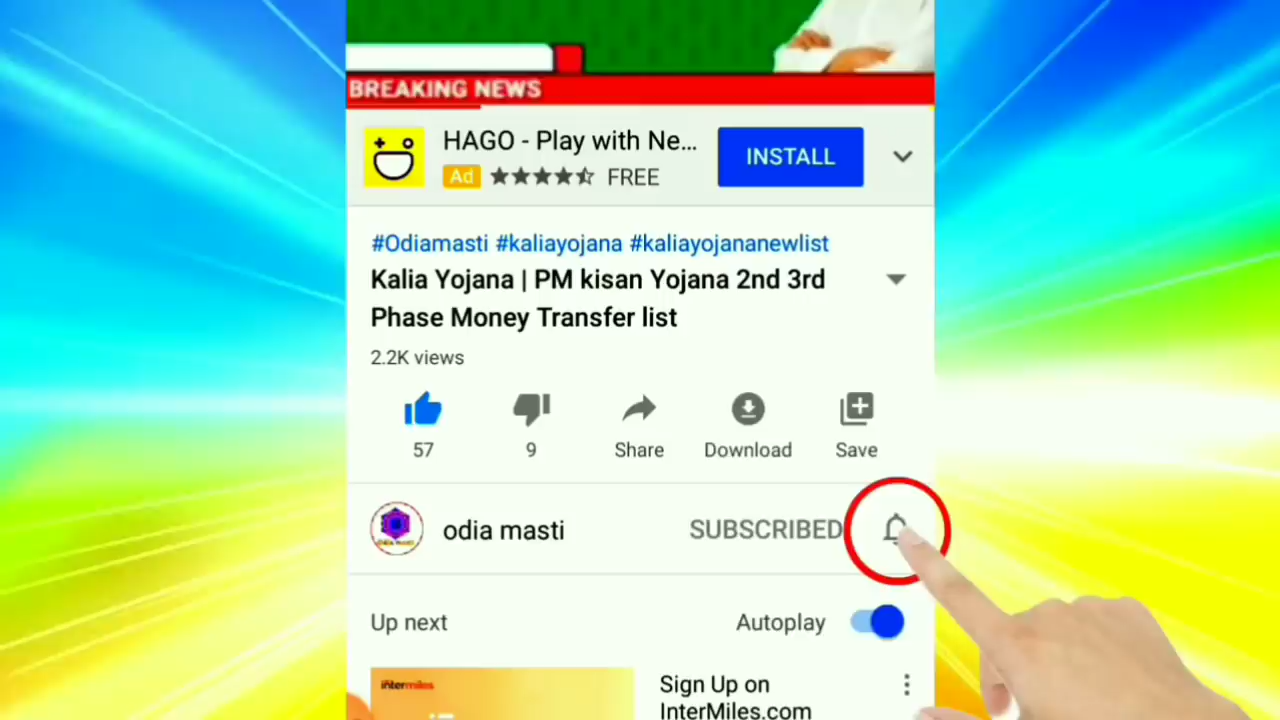 BREAKING NEWS
HAGO - Play with Ne...
INSTALL
Ad
FREE
#Odiamasti #kaliayojana #kaliayojananewlist
Kalia Yojana | PM kisan Yojana 2nd 3rd
Phase Money Transfer list
2.2K views
57
9
Share
Download
Save
odia masti
SUBSCRIBED
Up next
Autoplay
intermiles
Sign Up on
InterMiles.com